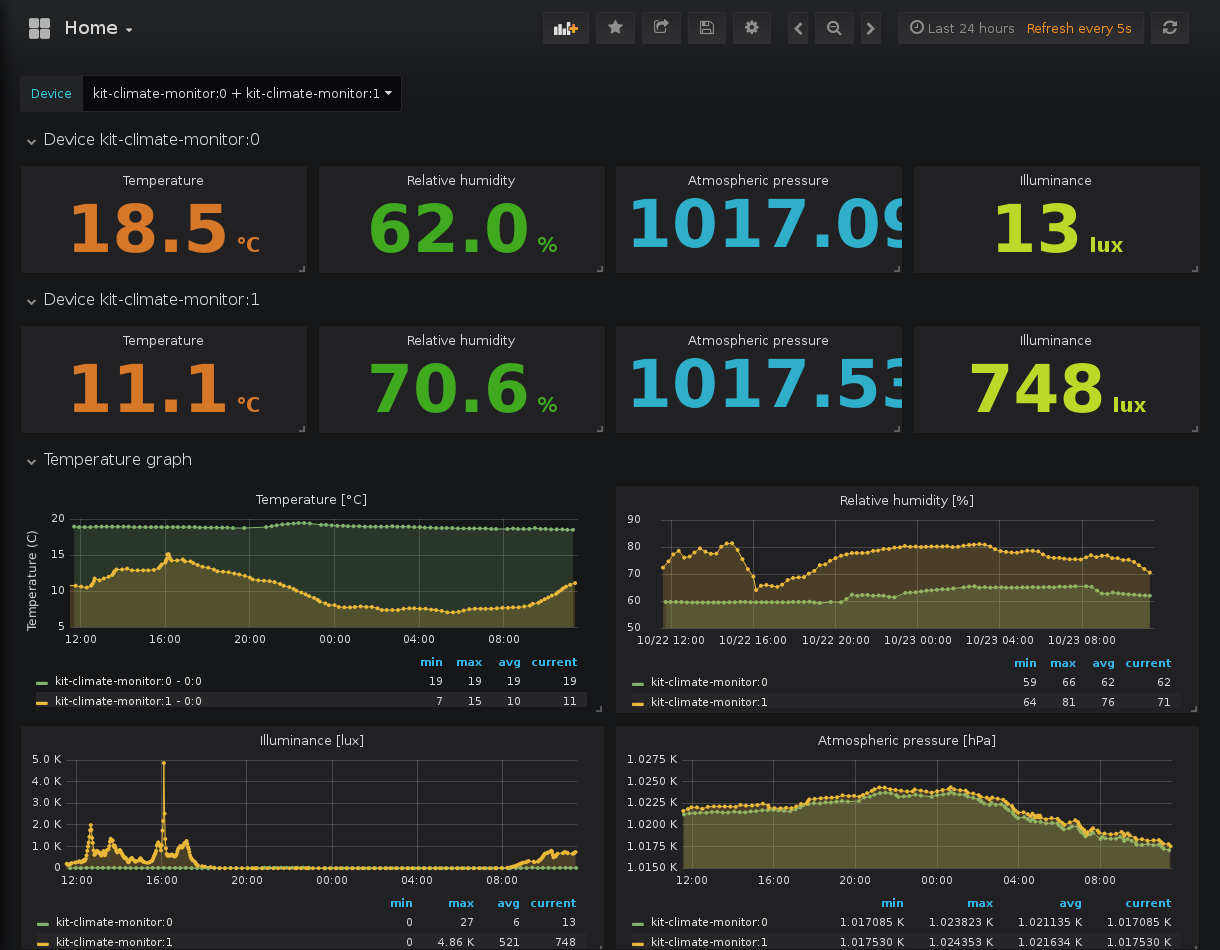 Home
Last 24 hours Refresh every 5s
Device kit-climate-monitor:0 + kit-climate-monitor:1
Device kit-climate-monitor:0
Temperature Relative humidity Atmospheric pressure Illuminance
18.5 °C 62.0 % 1017.09 13 lux
Device kit-climate-monitor:1
Temperature Relative humidity Atmospheric pressure Illuminance
11.1 °C 70.6 % 1017.53 748 lux
Temperature graph
Temperature [°C]
Temperature (C)
20
15
10
5
12:00 16:00 20:00 00:00 04:00 08:00
min max avg current
kit-climate-monitor:0 - 0:0 19 19 19 19
kit-climate-monitor:1 - 0:0 7 15 10 11
Relative humidity [%]
90
80
70
60
50
10/22 12:00 10/22 16:00 10/22 20:00 10/23 00:00 10/23 04:00 10/23 08:00
min max avg current
kit-climate-monitor:0 59 66 62 62
kit-climate-monitor:1 64 81 76 71
Illuminance [lux]
5.0 K
4.0 K
3.0 K
2.0 K
1.0 K
0
12:00 16:00 20:00 00:00 04:00 08:00
min max avg current
kit-climate-monitor:0 0 27 6 13
kit-climate-monitor:1 0 4.86 K 521 748
Atmospheric pressure [hPa]
1.0275 K
1.0250 K
1.0225 K
1.0200 K
1.0175 K
1.0150 K
12:00 16:00 20:00 00:00 04:00 08:00
min max avg current
kit-climate-monitor:0 1.017085 K 1.023823 K 1.021135 K 1.017085 K
kit-climate-monitor:1 1.017530 K 1.024353 K 1.021634 K 1.017530 K